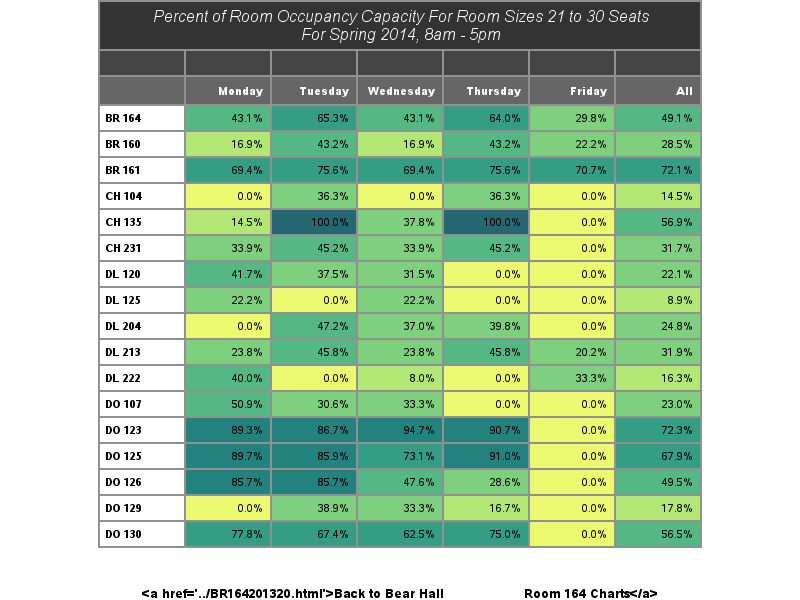 Percent of Room Occupancy Capacity For Room Sizes 21 to 30 Seats
For Spring 2014, 8am - 5pm
Monday Tuesday Wednesday Thursday Friday All
BR 164 43.1% 65.3% 43.1% 64.0% 29.8% 49.1%
BR 160 16.9% 43.2% 16.9% 43.2% 22.2% 28.5%
BR 161 69.4% 75.6% 69.4% 75.6% 70.7% 72.1%
CH 104 0.0% 36.3% 0.0% 36.3% 0.0% 14.5%
CH 135 14.5% 100.0% 37.8% 100.0% 0.0% 56.9%
CH 231 33.9% 45.2% 33.9% 45.2% 0.0% 31.7%
DL 120 41.7% 37.5% 31.5% 0.0% 0.0% 22.1%
DL 125 22.2% 0.0% 22.2% 0.0% 0.0% 8.9%
DL 204 0.0% 47.2% 37.0% 39.8% 0.0% 24.8%
DL 213 23.8% 45.8% 23.8% 45.8% 20.2% 31.9%
DL 222 40.0% 0.0% 8.0% 0.0% 33.3% 16.3%
DO 107 50.9% 30.6% 33.3% 0.0% 0.0% 23.0%
DO 123 89.3% 86.7% 94.7% 90.7% 0.0% 72.3%
DO 125 89.7% 85.9% 73.1% 91.0% 0.0% 67.9%
DO 126 85.7% 85.7% 47.6% 28.6% 0.0% 49.5%
DO 129 0.0% 38.9% 33.3% 16.7% 0.0% 17.8%
DO 130 77.8% 67.4% 62.5% 75.0% 0.0% 56.5%
<a href='../BR164201320.html'>Back to Bear Hall Room 164 Charts</a>